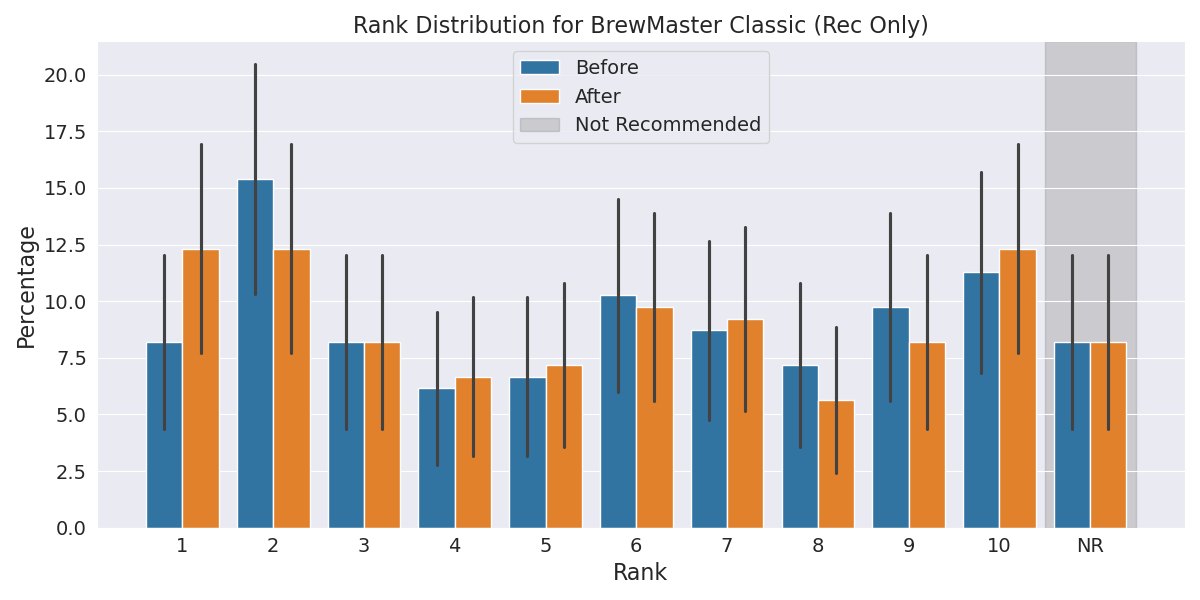 Rank Distribution for BrewMaster Classic (Rec Only)
Before
After
Not Recommended
Percentage
20.0
17.5
15.0
12.5
10.0
7.5
5.0
2.5
0.0
1 2 3 4 5 6 7 8 9 10 NR
Rank